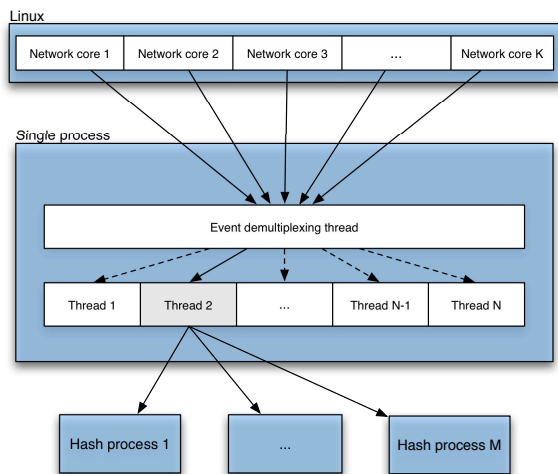 Linux
Network core 1 Network core 2 Network core 3 ... Network core K
Single process
Event demultiplexing thread
Thread 1 Thread 2 ... Thread N-1 Thread N
Hash process 1 ... Hash process M